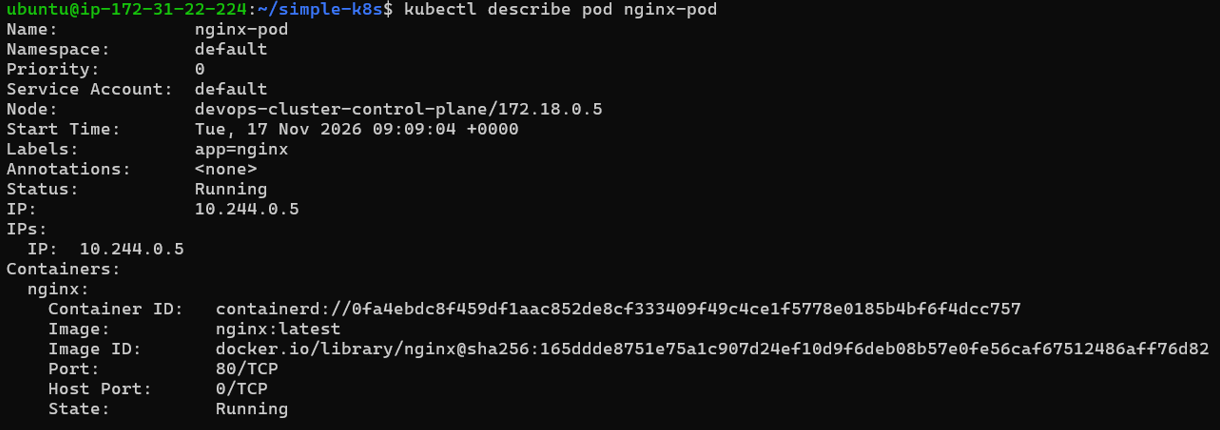 ubuntu@ip-172-31-22-224:~/simple-k8s$ kubectl describe pod nginx-pod
Name:             nginx-pod
Namespace:        default
Priority:         0
Service Account:  default
Node:             devops-cluster-control-plane/172.18.0.5
Start Time:       Tue, 17 Nov 2026 09:09:04 +0000
Labels:           app=nginx
Annotations:      <none>
Status:           Running
IP:               10.244.0.5
IPs:
  IP:  10.244.0.5
Containers:
  nginx:
    Container ID:   containerd://0fa4ebdc8f459df1aac852de8cf333409f49c4ce1f5778e0185b4bf6f4dcc757
    Image:          nginx:latest
    Image ID:       docker.io/library/nginx@sha256:165ddde8751e75a1c907d24ef10d9f6deb08b57e0fe56caf67512486aff76d82
    Port:           80/TCP
    Host Port:      0/TCP
    State:          Running